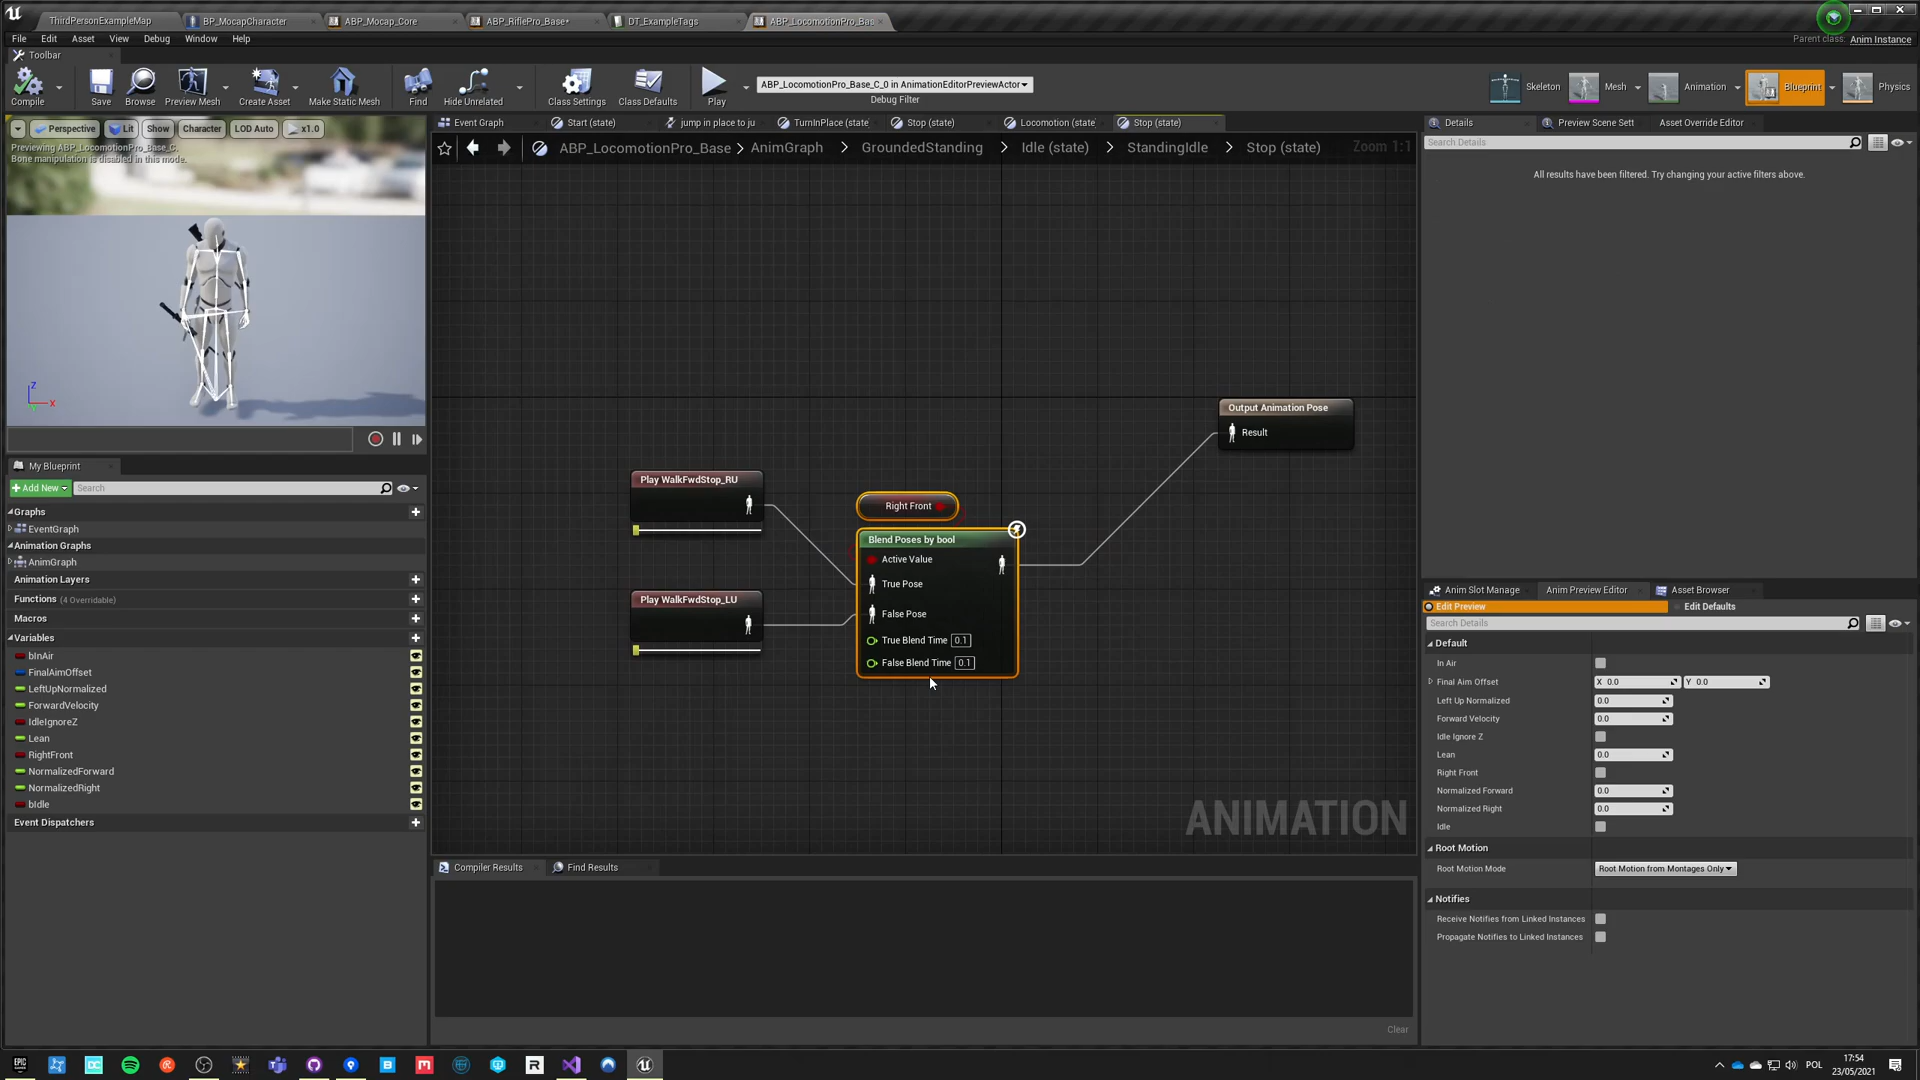 ThirdPersonExampleMap
BP_MocapCharacter
ABP_Mocap_Core
ABP_RiflePro_Base*
DT_ExampleTags
ABP_LocomotionPro_Bas
File Edit Asset View Window Debug Help
Parent class: Anim Instance
Toolbar
Compile
Save
Browse
Preview Mesh
Create Asset
Make Static Mesh
Find
Hide Unrelated
Class Settings
Class Defaults
Play
ABP_LocomotionPro_Base_C_0 in AnimationEditorPreviewActor
Debug Filter
Skeleton
Mesh
Animation
Blueprint
Physics
Perspective
Lit
Show
Character
LOD Auto
x1.0
Previewing ABP_LocomotionPro_Base_C.
Bone manipulation is disabled in this mode.
Z
X
Event Graph
Start (state)
jump in place to ju
TurnInPlace (state
Stop (state)
Locomotion (state
Stop (state)
ABP_LocomotionPro_Base > AnimGraph > GroundedStanding > Idle (state) > StandingIdle > Stop (state)
Zoom 1:1
Play WalkFwdStop_RU
Play WalkFwdStop_LU
Right Front
Blend Poses by bool
Active Value
True Pose
False Pose
True Blend Time 0.1
False Blend Time 0.1
Output Animation Pose
Result
ANIMATION
My Blueprint
Add New
Search
Graphs
EventGraph
Animation Graphs
AnimGraph
Animation Layers
Functions (4 Overridable)
Macros
Variables
bInAir
FinalAimOffset
LeftUpNormalized
ForwardVelocity
IdleIgnoreZ
Lean
RightFront
NormalizedForward
NormalizedRight
bIdle
Event Dispatchers
Compiler Results
Find Results
Clear
Details
Preview Scene Sett
Asset Override Editor
Search Details
All results have been filtered. Try changing your active filters above.
Anim Slot Manage
Anim Preview Editor
Asset Browser
Edit Preview
Edit Defaults
Search Details
Default
In Air
Final Aim Offset X 0.0 Y 0.0
Left Up Normalized 0.0
Forward Velocity 0.0
Idle Ignore Z
Lean 0.0
Right Front
Normalized Forward 0.0
Normalized Right 0.0
Idle
Root Motion
Root Motion Mode Root Motion from Montages Only
Notifies
Receive Notifies from Linked Instances
Propagate Notifies to Linked Instances
POL
17:54
23/05/2021